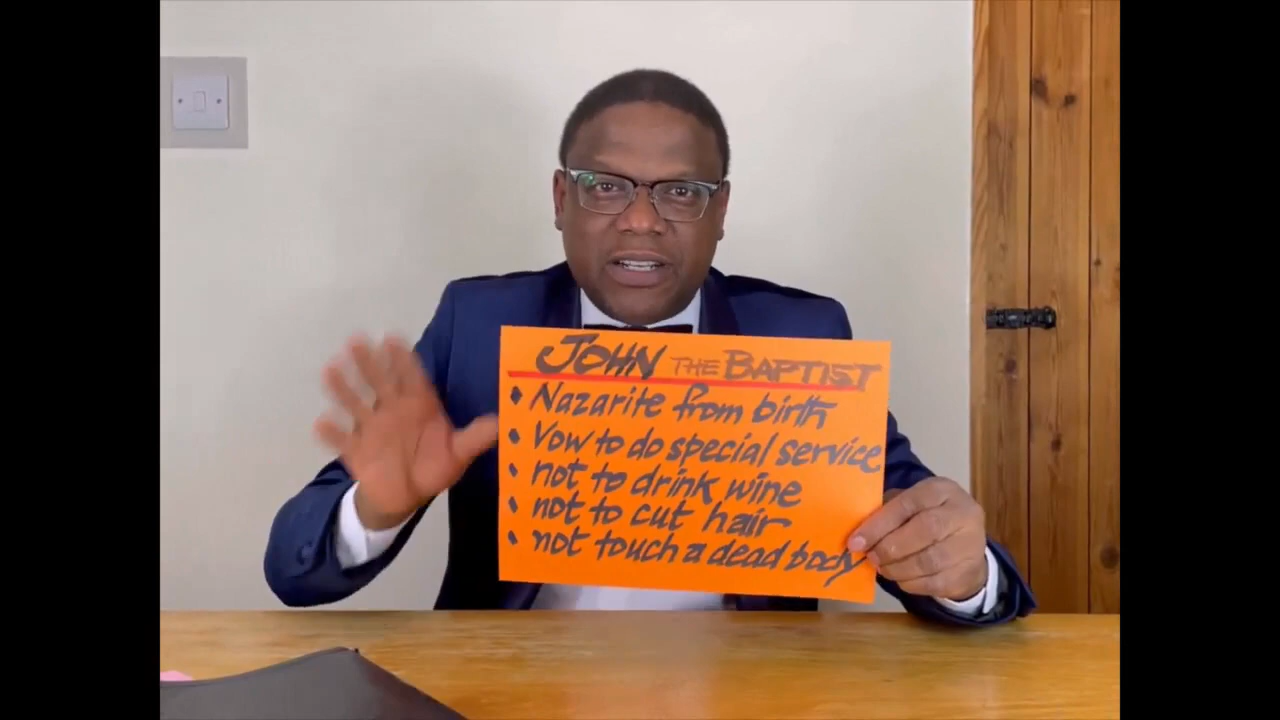 JOHN THE BAPTIST
• Nazarite from birth
• Vow to do special service
• not to drink wine
• not to cut hair
• not touch a dead body